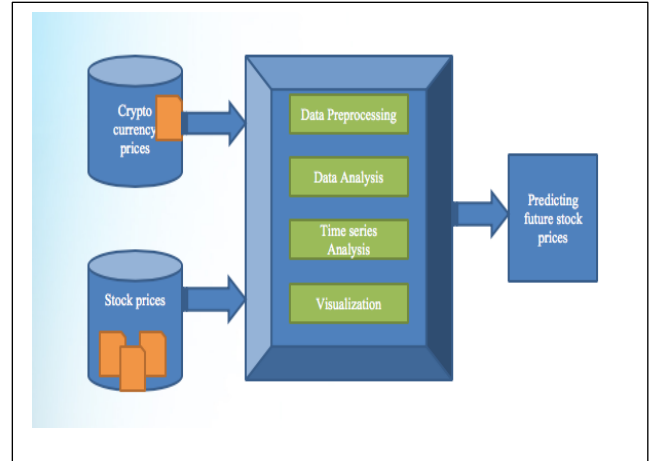 Crypto
currency
prices
Stock prices
Data Preprocessing
Data Analysis
Time series
Analysis
Visualization
Predicting
future stock
prices